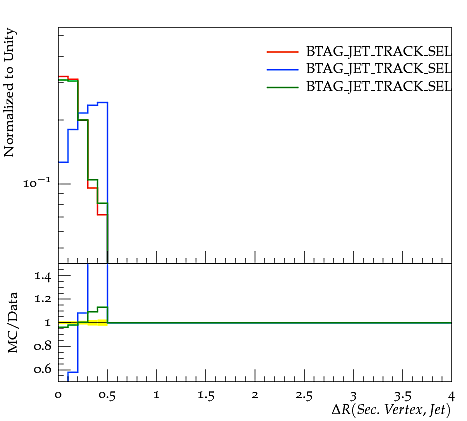 Normalized to Unity
BTAG_JET_TRACK_SEL
BTAG_JET_TRACK_SEL
BTAG_JET_TRACK_SEL
10⁻¹
MC/Data
1.4
1.2
1
0.8
0.6
0 0.5 1 1.5 2 2.5 3 3.5 4
ΔR(Sec. Vertex, Jet)